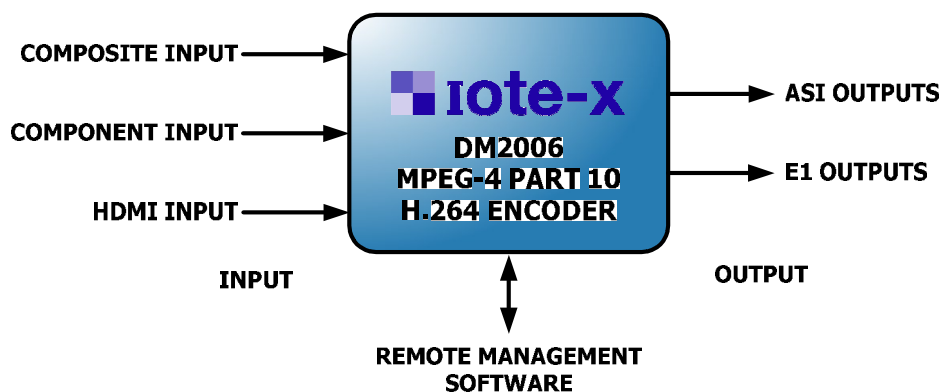 COMPOSITE INPUT
COMPONENT INPUT
HDMI INPUT
INPUT
Iote-x
DM2006
MPEG-4 PART 10
H.264 ENCODER
ASI OUTPUTS
E1 OUTPUTS
OUTPUT
REMOTE MANAGEMENT
SOFTWARE